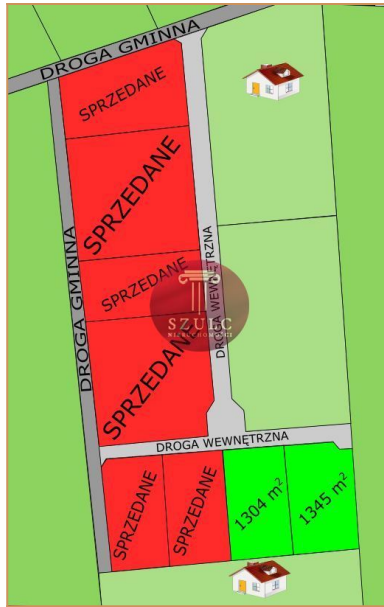 DROGA GMINNA
SPRZEDANE
SPRZEDANE
DROGA GMINNA
SPRZEDANE
DROGA WEWNĘTRZNA
SZULC
NIERUCHOMOŚCI
SPRZEDANE
DROGA WEWNĘTRZNA
SPRZEDANE
SPRZEDANE
1304 m²
1345 m²